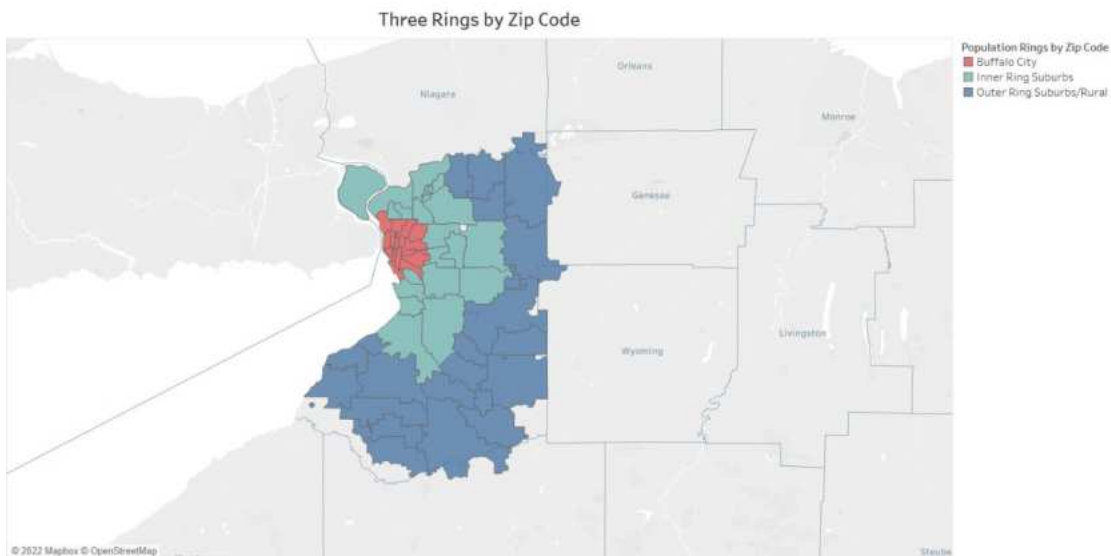 Three Rings by Zip Code
Population Rings by Zip Code
Buffalo City
Inner Ring Suburbs
Outer Ring Suburbs/Rural
Orleans
Niagara
Monroe
Genesee
Livingston
Wyoming
© 2022 Mapbox © OpenStreetMap
Steube